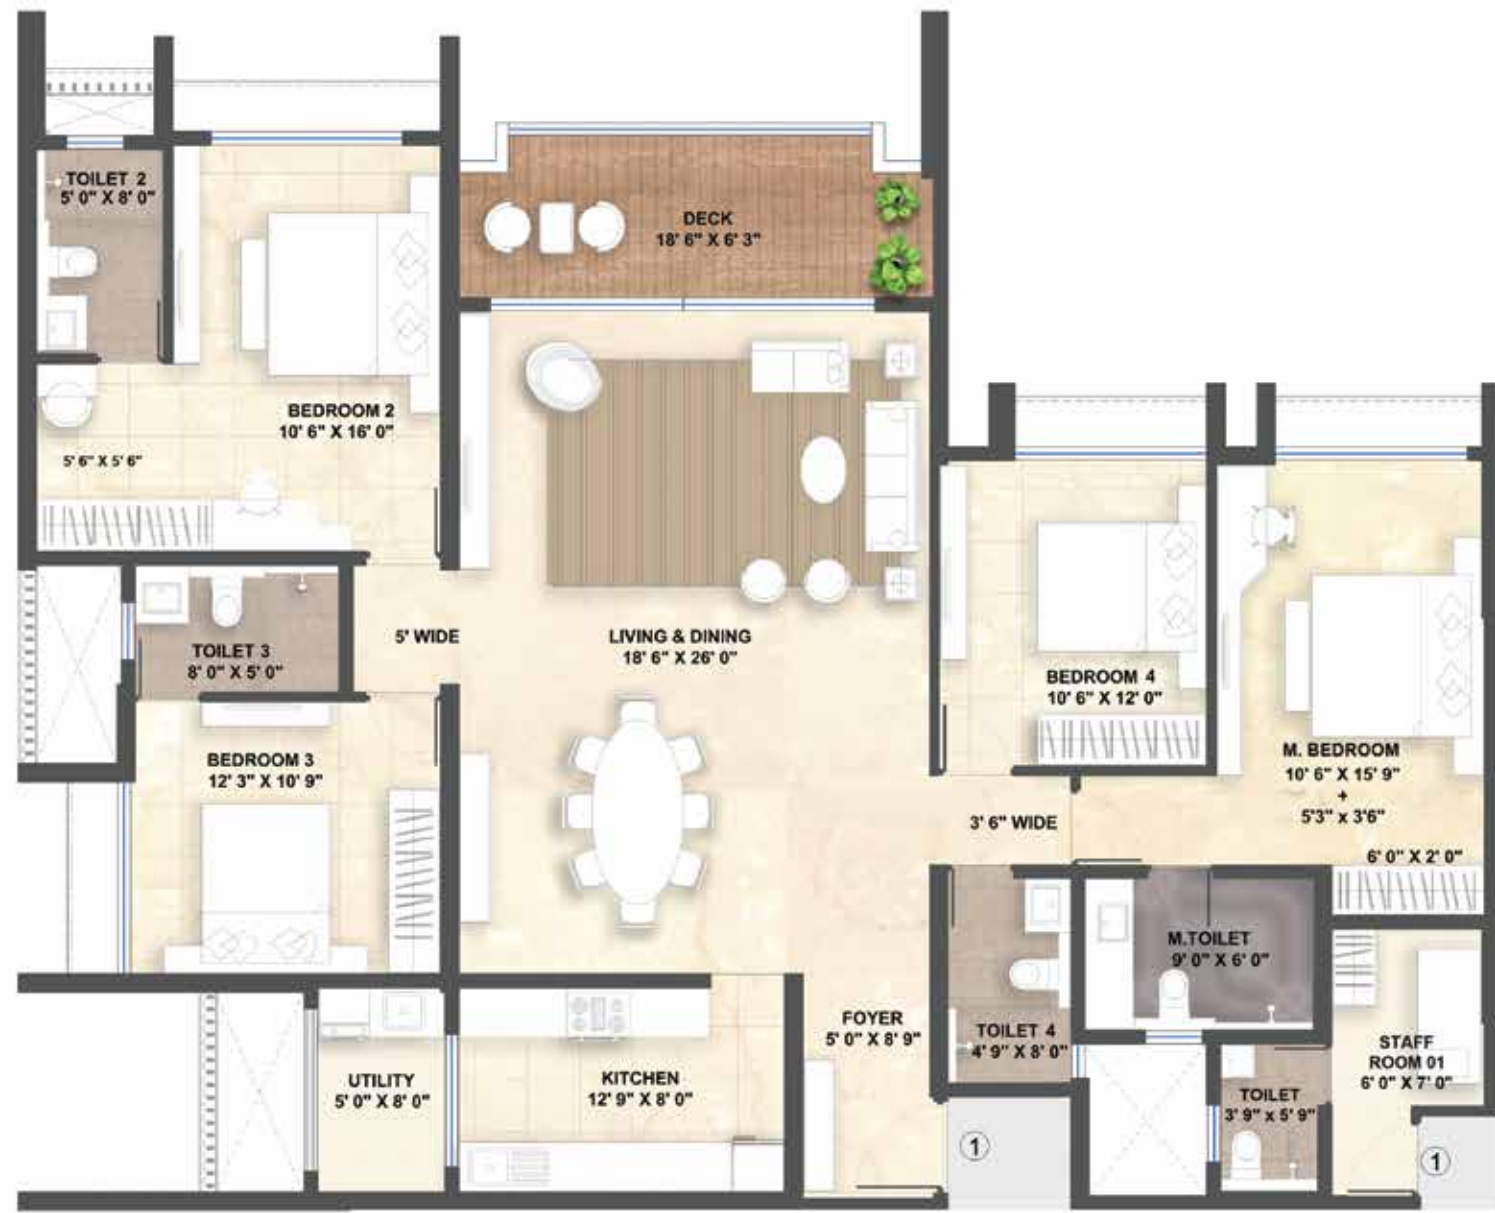 TOILET 2
5' 0" X 8' 0"
DECK
18' 6" X 6' 3"
BEDROOM 2
10' 6" X 16' 0"
5' 6" X 5' 6"
TOILET 3
8' 0" X 5' 0"
5' WIDE
LIVING & DINING
18' 6" X 26' 0"
BEDROOM 4
10' 6" X 12' 0"
M. BEDROOM
10' 6" X 15' 9"
+
5'3" x 3'6"
6' 0" X 2' 0"
BEDROOM 3
12' 3" X 10' 9"
3' 6" WIDE
M.TOILET
9' 0" X 6' 0"
FOYER
5' 0" X 8' 9"
TOILET 4
4' 9" X 8' 0"
STAFF
ROOM 01
6' 0" X 7' 0"
UTILITY
5' 0" X 8' 0"
KITCHEN
12' 9" X 8' 0"
TOILET
3' 9" x 5' 9"
1
1